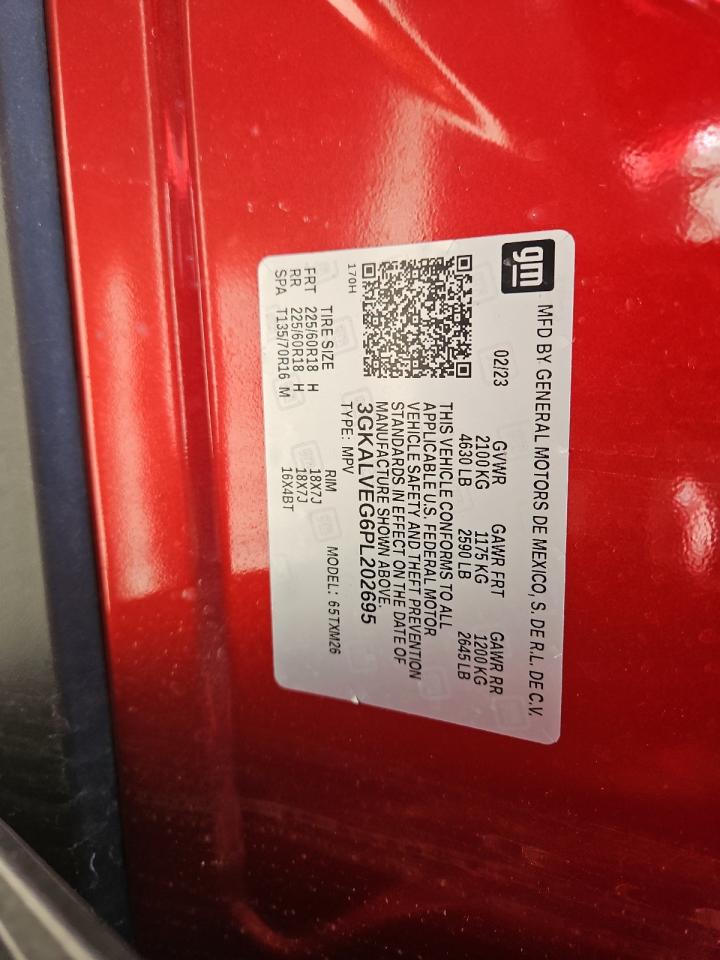 gm MFD BY GENERAL MOTORS DE MEXICO, S. DE R.L. DE C.V.
02/23 GVWR GAWR FRT GAWR RR
2100 KG 1175 KG 1200 KG
4630 LB 2590 LB 2645 LB
THIS VEHICLE CONFORMS TO ALL
APPLICABLE U.S. FEDERAL MOTOR
VEHICLE SAFETY AND THEFT PREVENTION
STANDARDS IN EFFECT ON THE DATE OF
MANUFACTURE SHOWN ABOVE.
3GKALVEG6PL202695
170H TYPE: MPV MODEL: 65TXM26
TIRE SIZE RIM
FRT 225/60R18 H 18X7J
RR 225/60R18 H 18X7J
SPA T135/70R16 M 16X4BT